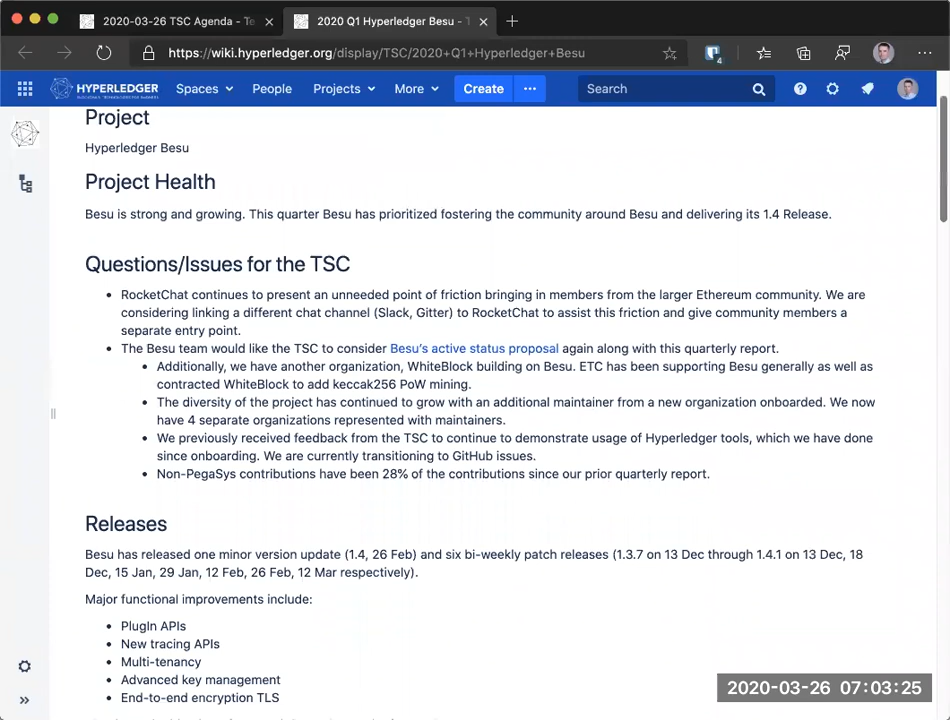 2020-03-26 TSC Agenda - Te
2020 Q1 Hyperledger Besu - T
https://wiki.hyperledger.org/display/TSC/2020+Q1+Hyperledger+Besu
4
HYPERLEDGER Spaces People Projects More Create Search
Project
Hyperledger Besu
Project Health
Besu is strong and growing. This quarter Besu has prioritized fostering the community around Besu and delivering its 1.4 Release.
Questions/Issues for the TSC
• RocketChat continues to present an unneeded point of friction bringing in members from the larger Ethereum community. We are
considering linking a different chat channel (Slack, Gitter) to RocketChat to assist this friction and give community members a
separate entry point.
• The Besu team would like the TSC to consider Besu's active status proposal again along with this quarterly report.
• Additionally, we have another organization, WhiteBlock building on Besu. ETC has been supporting Besu generally as well as
contracted WhiteBlock to add keccak256 PoW mining.
• The diversity of the project has continued to grow with an additional maintainer from a new organization onboarded. We now
have 4 separate organizations represented with maintainers.
• We previously received feedback from the TSC to continue to demonstrate usage of Hyperledger tools, which we have done
since onboarding. We are currently transitioning to GitHub issues.
• Non-PegaSys contributions have been 28% of the contributions since our prior quarterly report.
Releases
Besu has released one minor version update (1.4, 26 Feb) and six bi-weekly patch releases (1.3.7 on 13 Dec through 1.4.1 on 13 Dec, 18
Dec, 15 Jan, 29 Jan, 12 Feb, 26 Feb, 12 Mar respectively).
Major functional improvements include:
• PlugIn APIs
• New tracing APIs
• Multi-tenancy
• Advanced key management
• End-to-end encryption TLS
2020-03-26 07:03:25